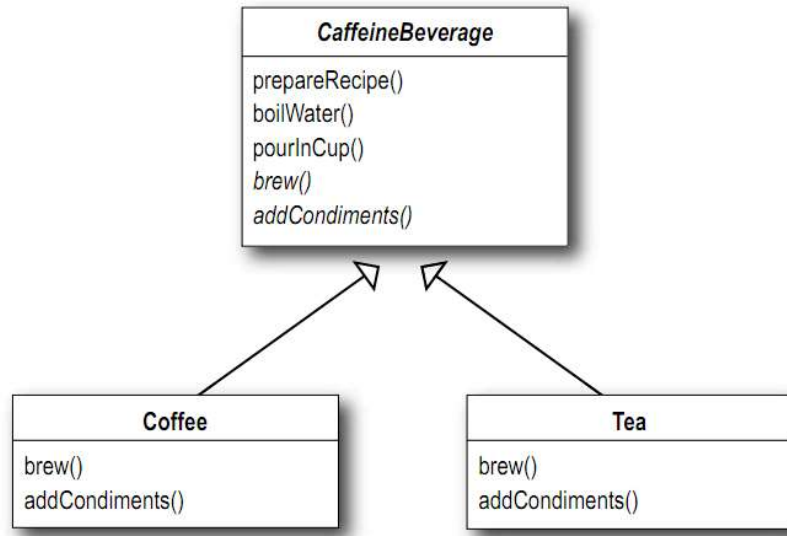 CaffeineBeverage
prepareRecipe()
boilWater()
pourInCup()
brew()
addCondiments()
Coffee
brew()
addCondiments()
Tea
brew()
addCondiments()